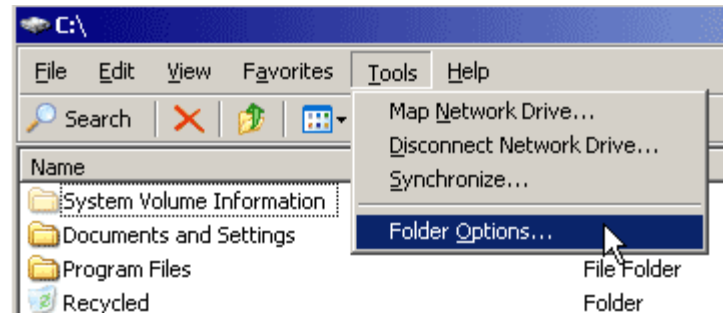 C:\
File Edit View Favorites Tools Help
Search
Map Network Drive...
Disconnect Network Drive...
Synchronize...
Folder Options...
Name
System Volume Information
Documents and Settings
Program Files File Folder
Recycled Folder